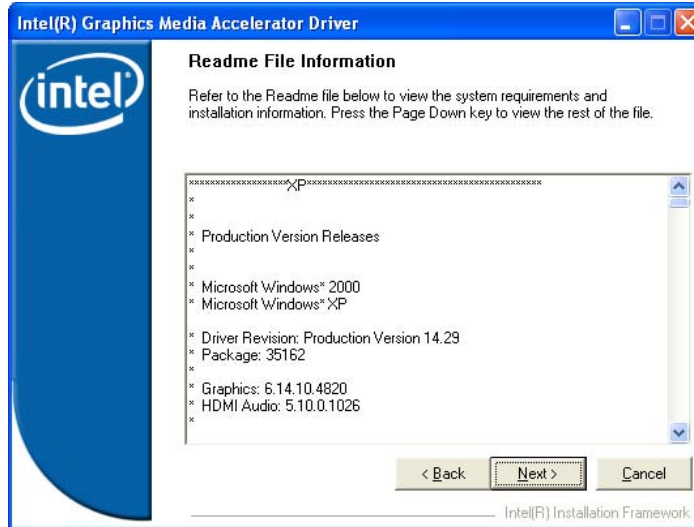 Intel(R) Graphics Media Accelerator Driver
intel
Readme File Information
Refer to the Readme file below to view the system requirements and
installation information. Press the Page Down key to view the rest of the file.
******************XP********************************************
*
*
* Production Version Releases
*
*
* Microsoft Windows* 2000
* Microsoft Windows* XP
*
* Driver Revision: Production Version 14.29
* Package: 35162
*
* Graphics: 6.14.10.4820
* HDMI Audio: 5.10.0.1026
*
< Back
Next >
Cancel
Intel(R) Installation Framework